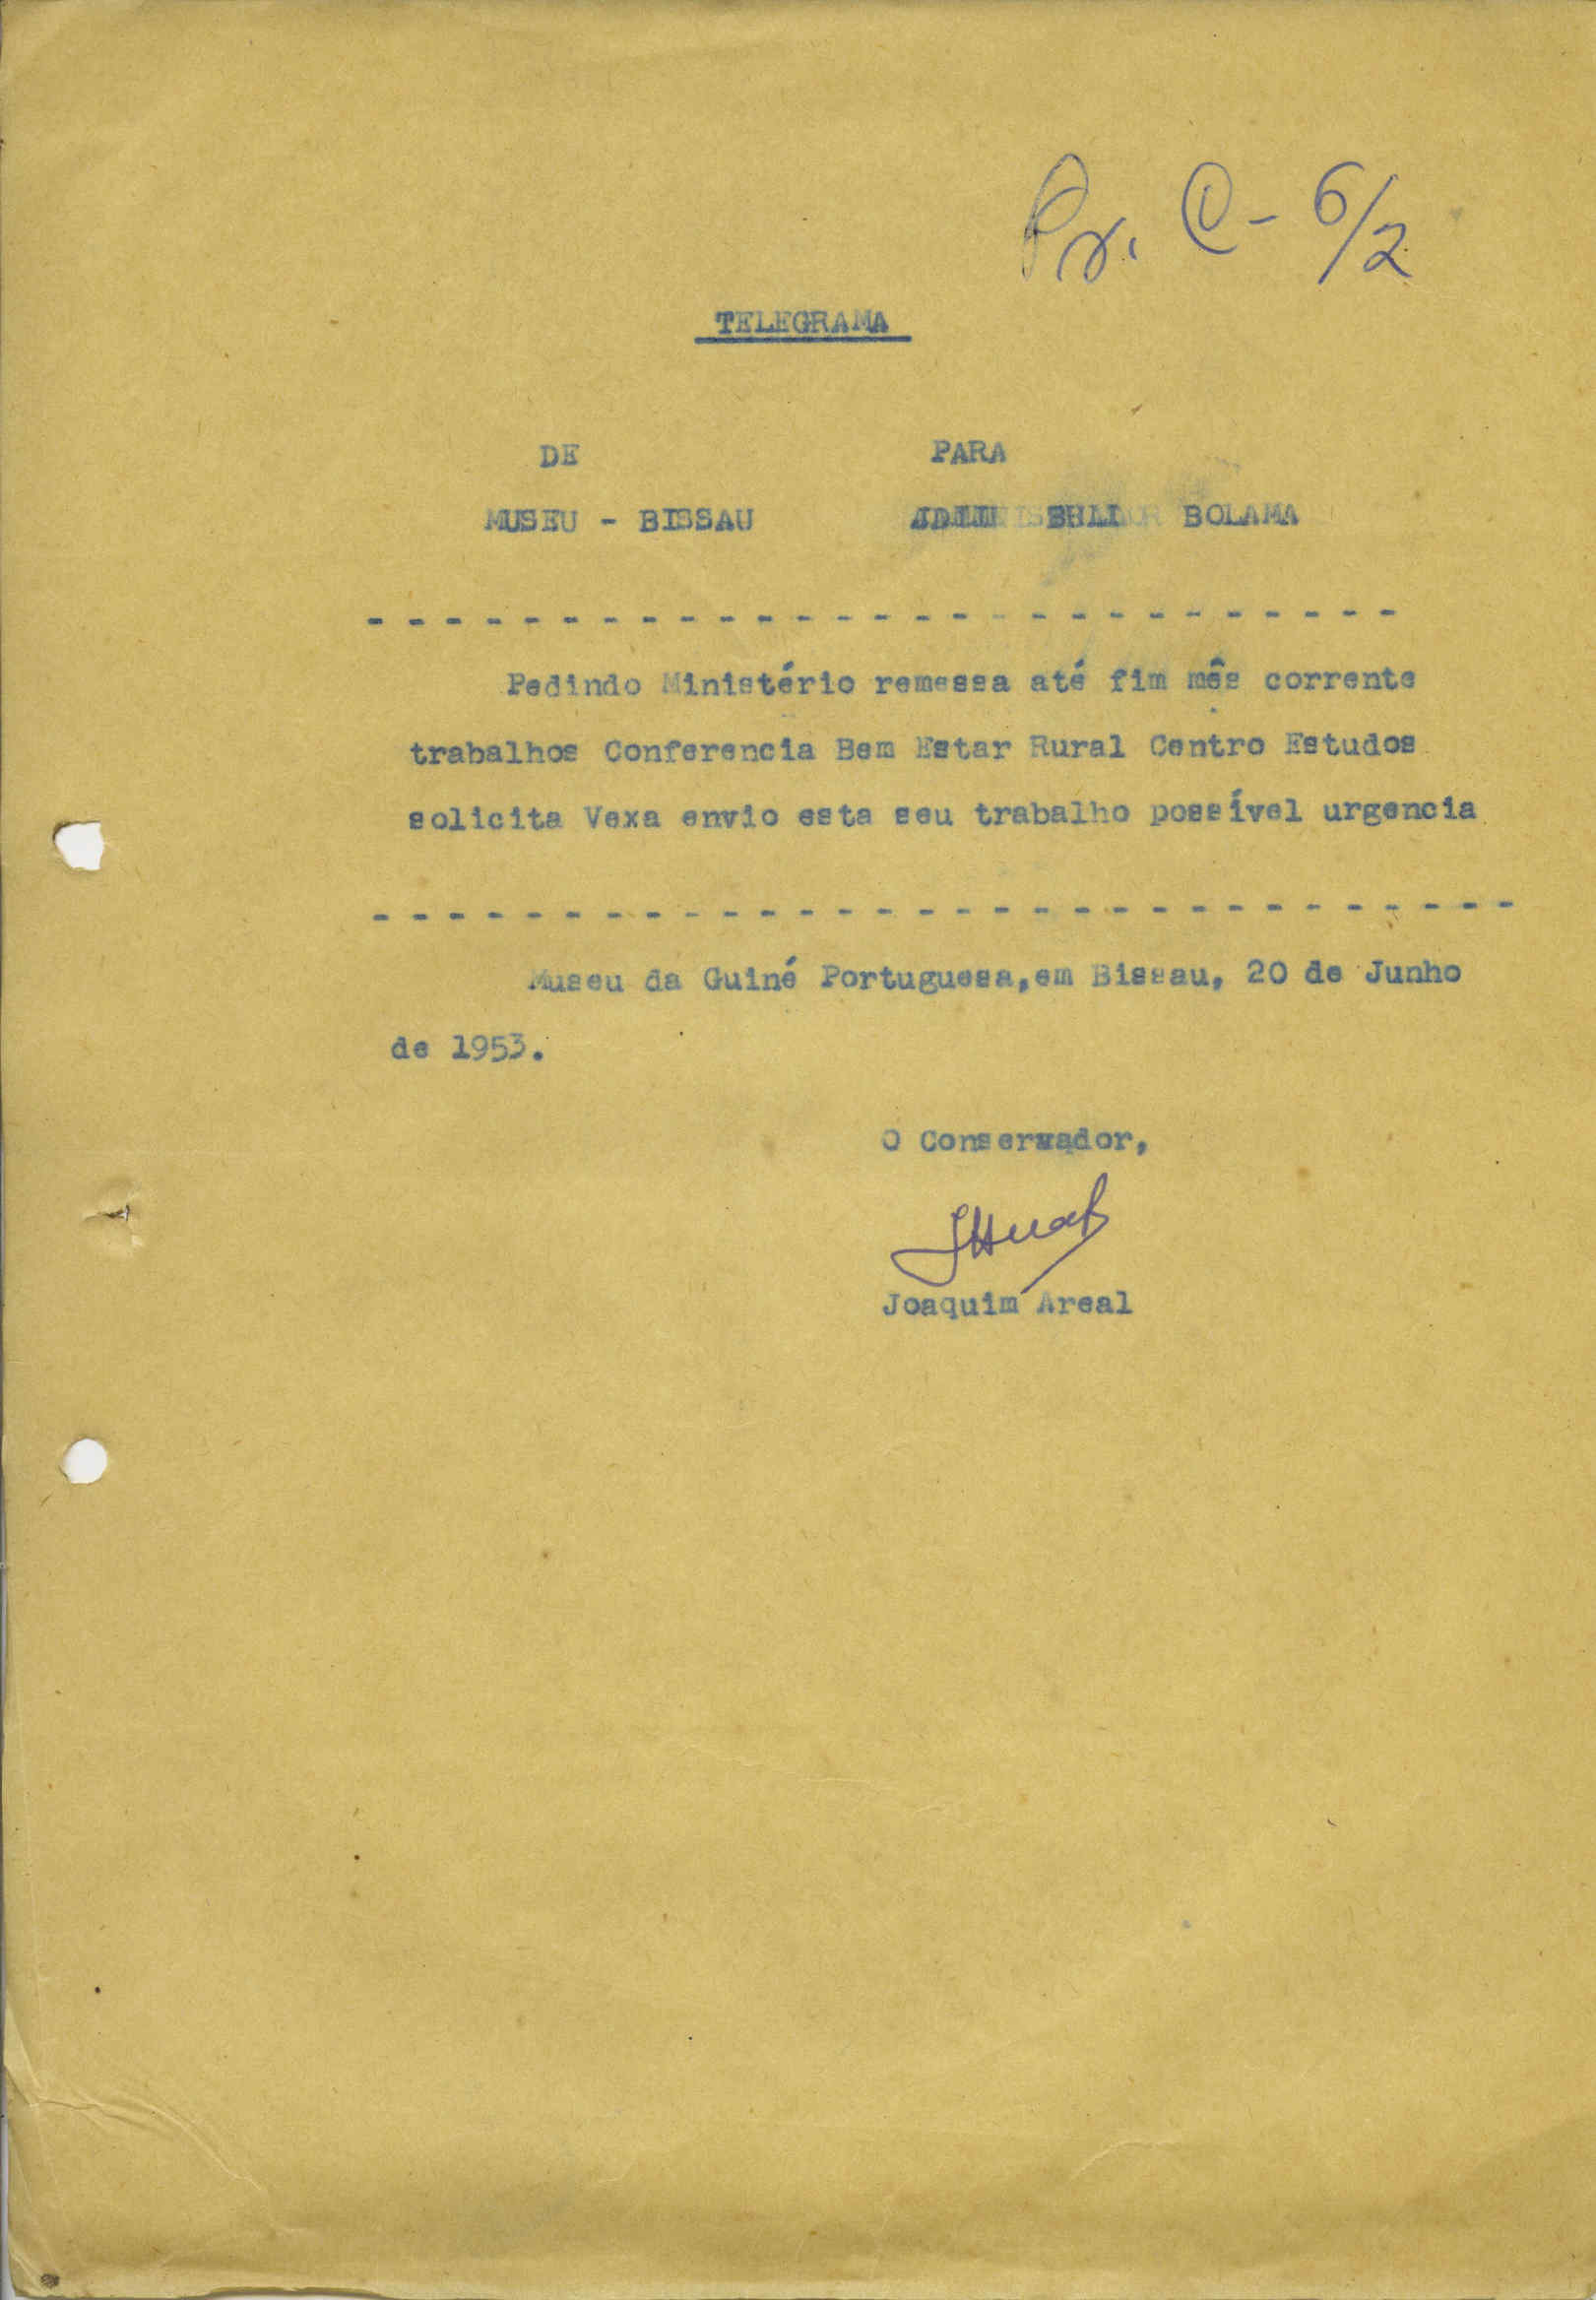 Pr. C - 6/2
TELEGRAMA
DE PARA
MUSEU - BISSAU BOLAMA
- - - - - - - - - - - - - - - - - - - - - - - - - - -
Pedindo Ministério remessa até fim mês corrente
trabalhos Conferencia Bem Estar Rural Centro Estudos
solicita Vexa envio esta seu trabalho possível urgencia
- - - - - - - - - - - - - - - - - - - - - - - - - - - - - -
Museu da Guiné Portuguesa,em Bissau, 20 de Junho
de 1953.
O Conservador,
Joaquim Areal